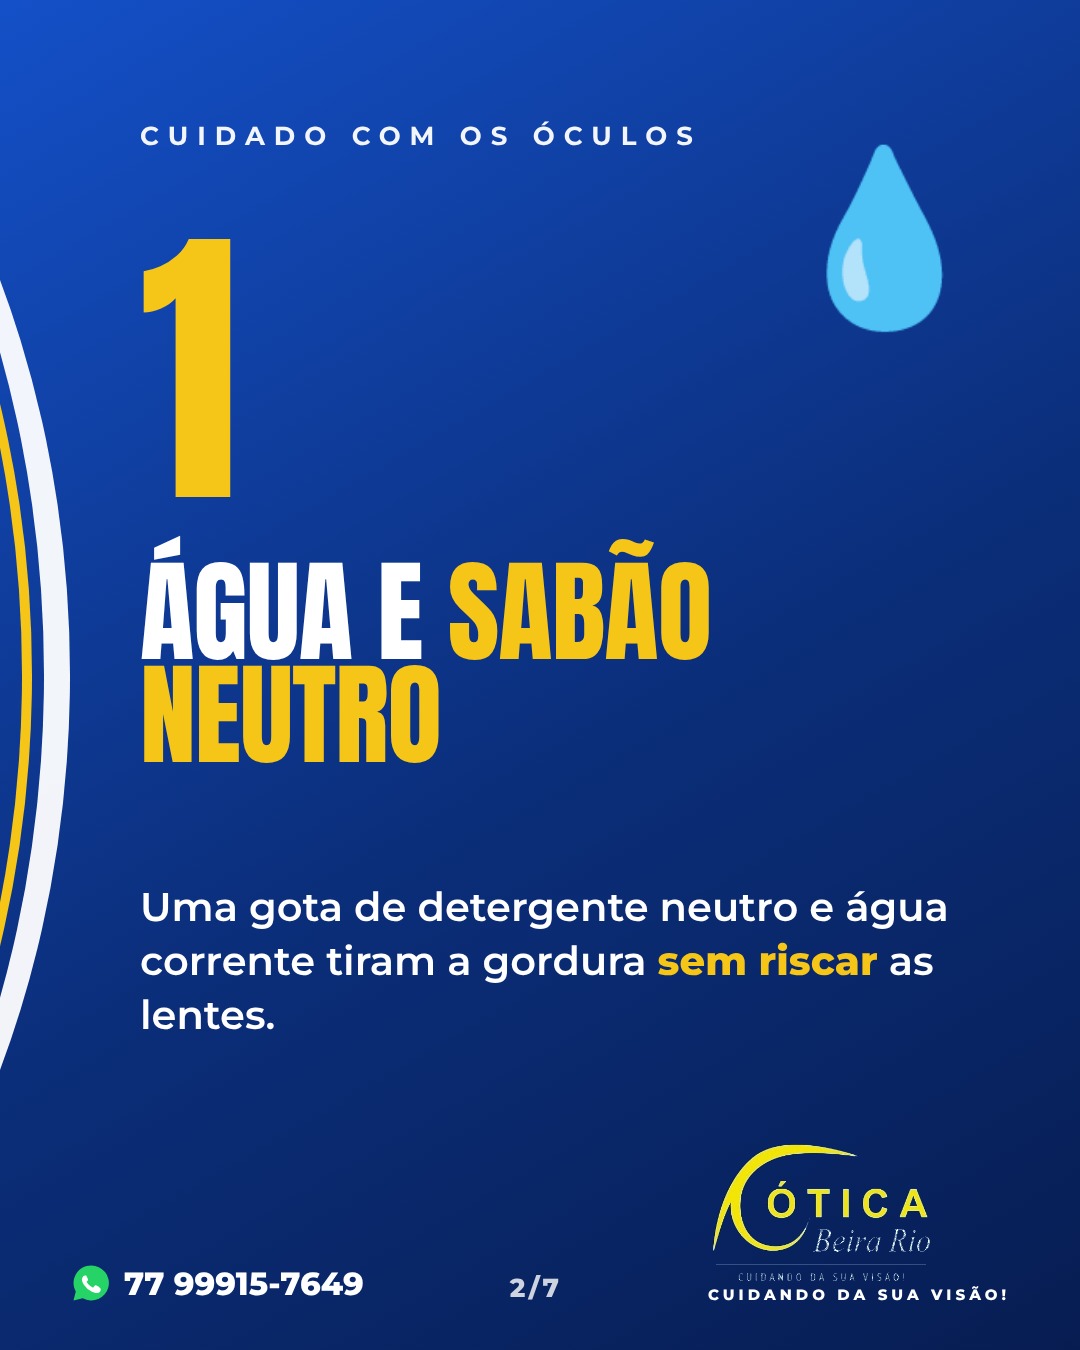 CUIDADO COM OS ÓCULOS
1
ÁGUA E SABÃO
NEUTRO
Uma gota de detergente neutro e água
corrente tiram a gordura sem riscar as
lentes.
ÓTICA
Beira Rio
CUIDANDO DA SUA VISÃO!
CUIDANDO DA SUA VISÃO!
77 99915-7649
2/7